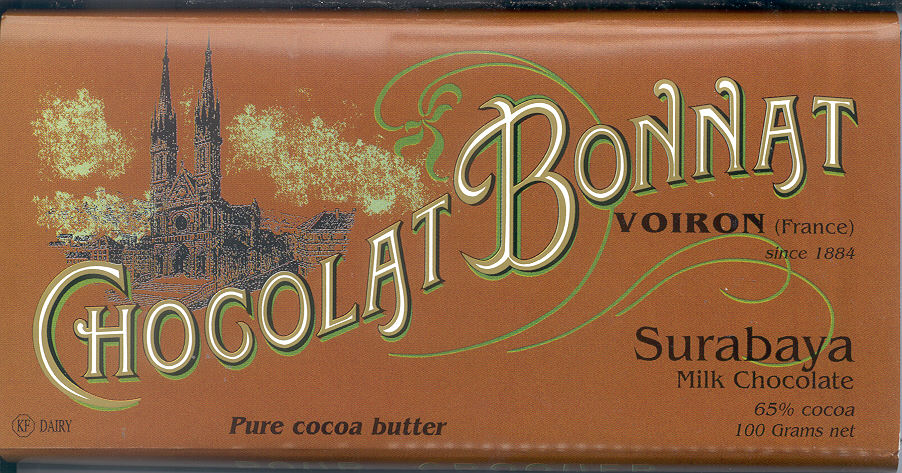 CHOCOLAT BONNAT
VOIRON (France)
since 1884
Surabaya
Milk Chocolate
65% cocoa
100 Grams net
KF DAIRY
Pure cocoa butter